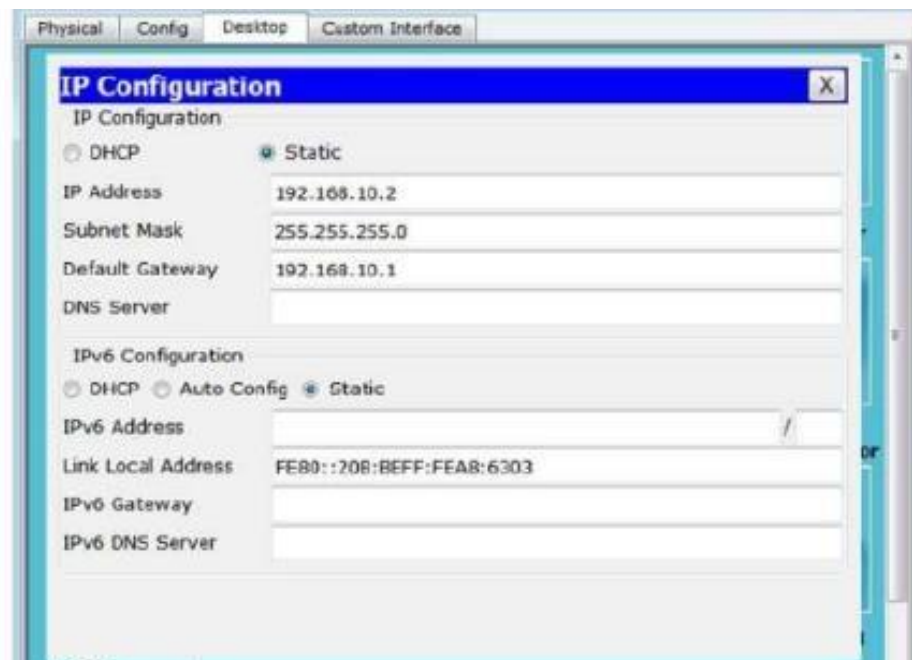 Physical Config Desktop Custom Interface
IP Configuration X
IP Configuration
DHCP Static
IP Address 192.168.10.2
Subnet Mask 255.255.255.0
Default Gateway 192.168.10.1
DNS Server
IPv6 Configuration
DHCP Auto Config Static
IPv6 Address /
Link Local Address FE80::20B:BEFF:FEA8:6303
IPv6 Gateway
IPv6 DNS Server
or